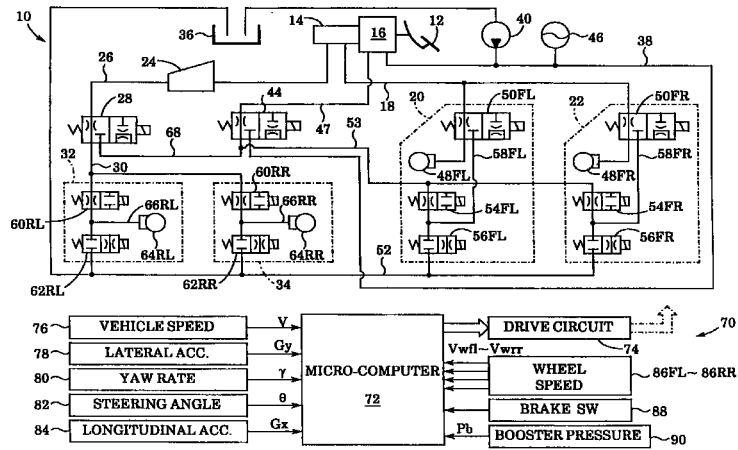 10
36
14
16
12
40
46
26
24
38
28
44
47
18
20
50FL
22
50FR
68
53
30
32
48FL
58FL
48FR
58FR
60RR
66RL
66RR
54FL
54FR
60RL
64RL
64RR
56FL
56FR
62RL
62RR
34
52
76 VEHICLE SPEED V
78 LATERAL ACC. Gy
80 YAW RATE γ
82 STEERING ANGLE θ
84 LONGITUDINAL ACC. Gx
MICRO-COMPUTER
72
DRIVE CIRCUIT
74
70
Vwfl~Vwrr
WHEEL
SPEED
86FL~86RR
BRAKE SW 88
Pb BOOSTER PRESSURE 90